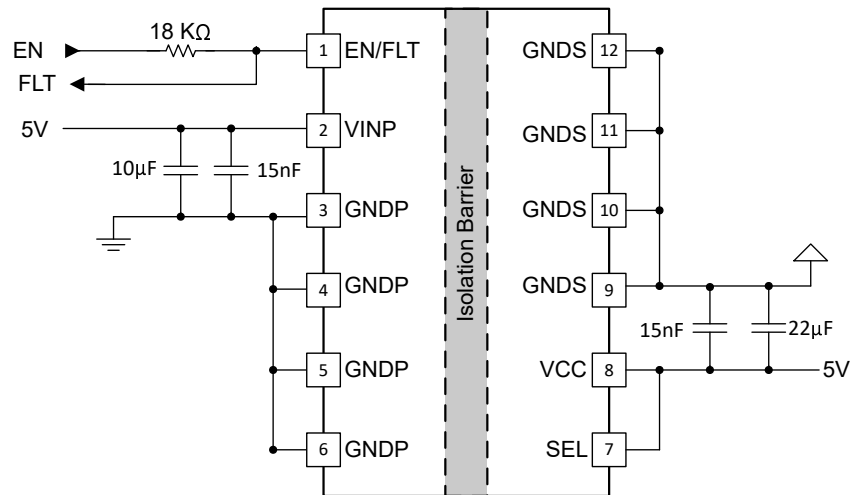 EN
18 KΩ
1
EN/FLT
FLT
5V
2
VINP
10µF
15nF
3
GNDP
4
GNDP
5
GNDP
6
GNDP
Isolation Barrier
GNDS
12
GNDS
11
GNDS
10
GNDS
9
15nF
22µF
VCC
8
5V
SEL
7